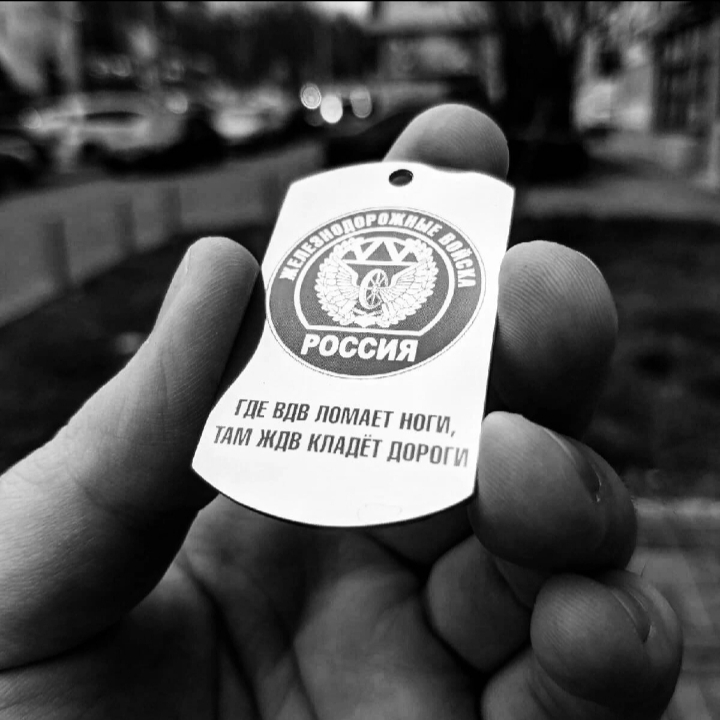 ЖЕЛЕЗНОДОРОЖНЫЕ ВОЙСКА
РОССИЯ
ГДЕ ВДВ ЛОМАЕТ НОГИ,
ТАМ ЖДВ КЛАДЁТ ДОРОГИ